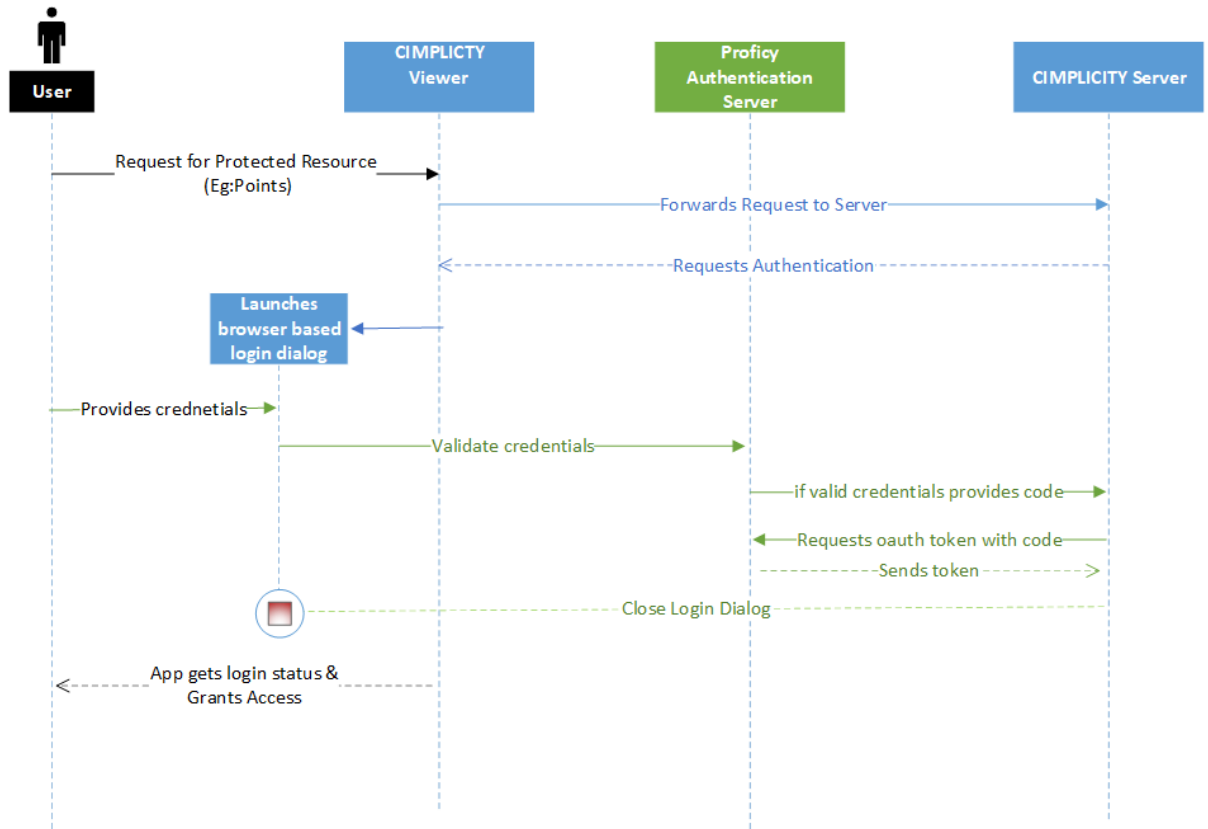 User
CIMPLICTY
Viewer
Proficy
Authentication
Server
CIMPLICITY Server
Request for Protected Resource
(Eg:Points)
Forwards Request to Server
Requests Authentication
Launches
browser based
login dialog
Provides crednetials
Validate credentials
if valid credentials provides code
Requests oauth token with code
Sends token
Close Login Dialog
App gets login status &
Grants Access